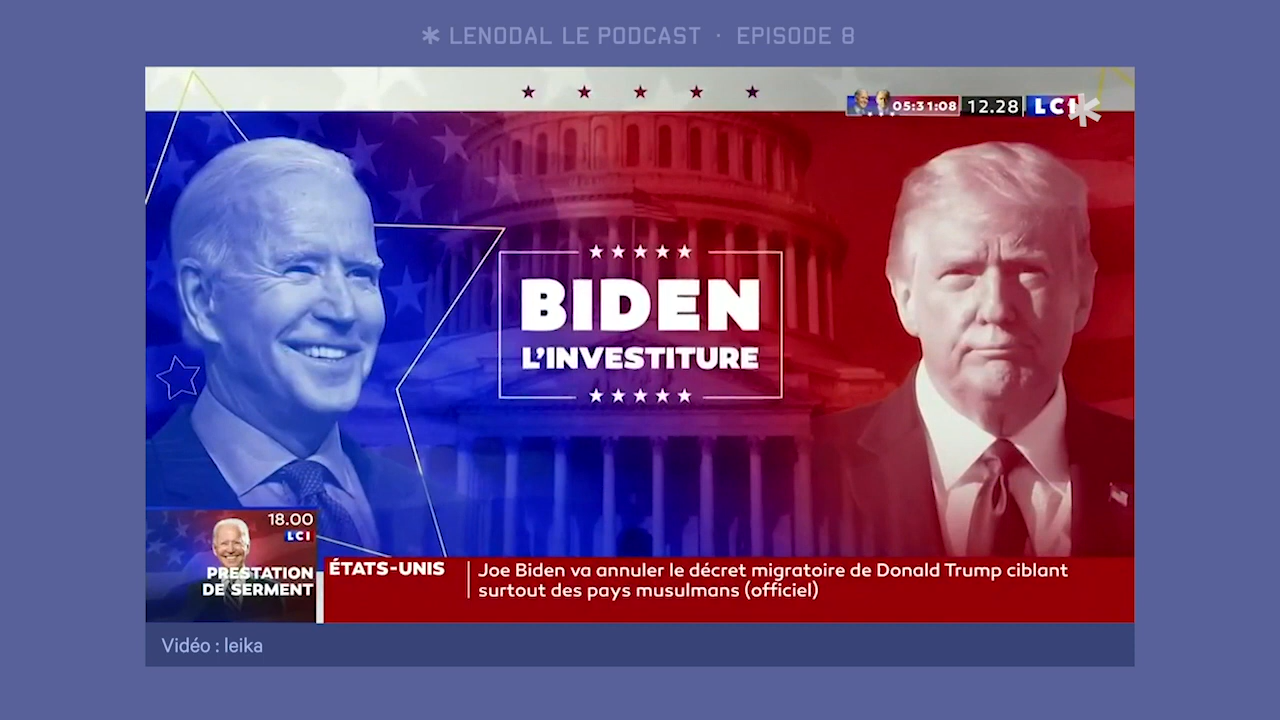 * LENODAL LE PODCAST · EPISODE 8
05:31:08 12.28 LCI
BIDEN
L'INVESTITURE
18.00
LCI
PRESTATION
DE SERMENT
ÉTATS-UNIS
Joe Biden va annuler le décret migratoire de Donald Trump ciblant
surtout des pays musulmans (officiel)
Vidéo : leika